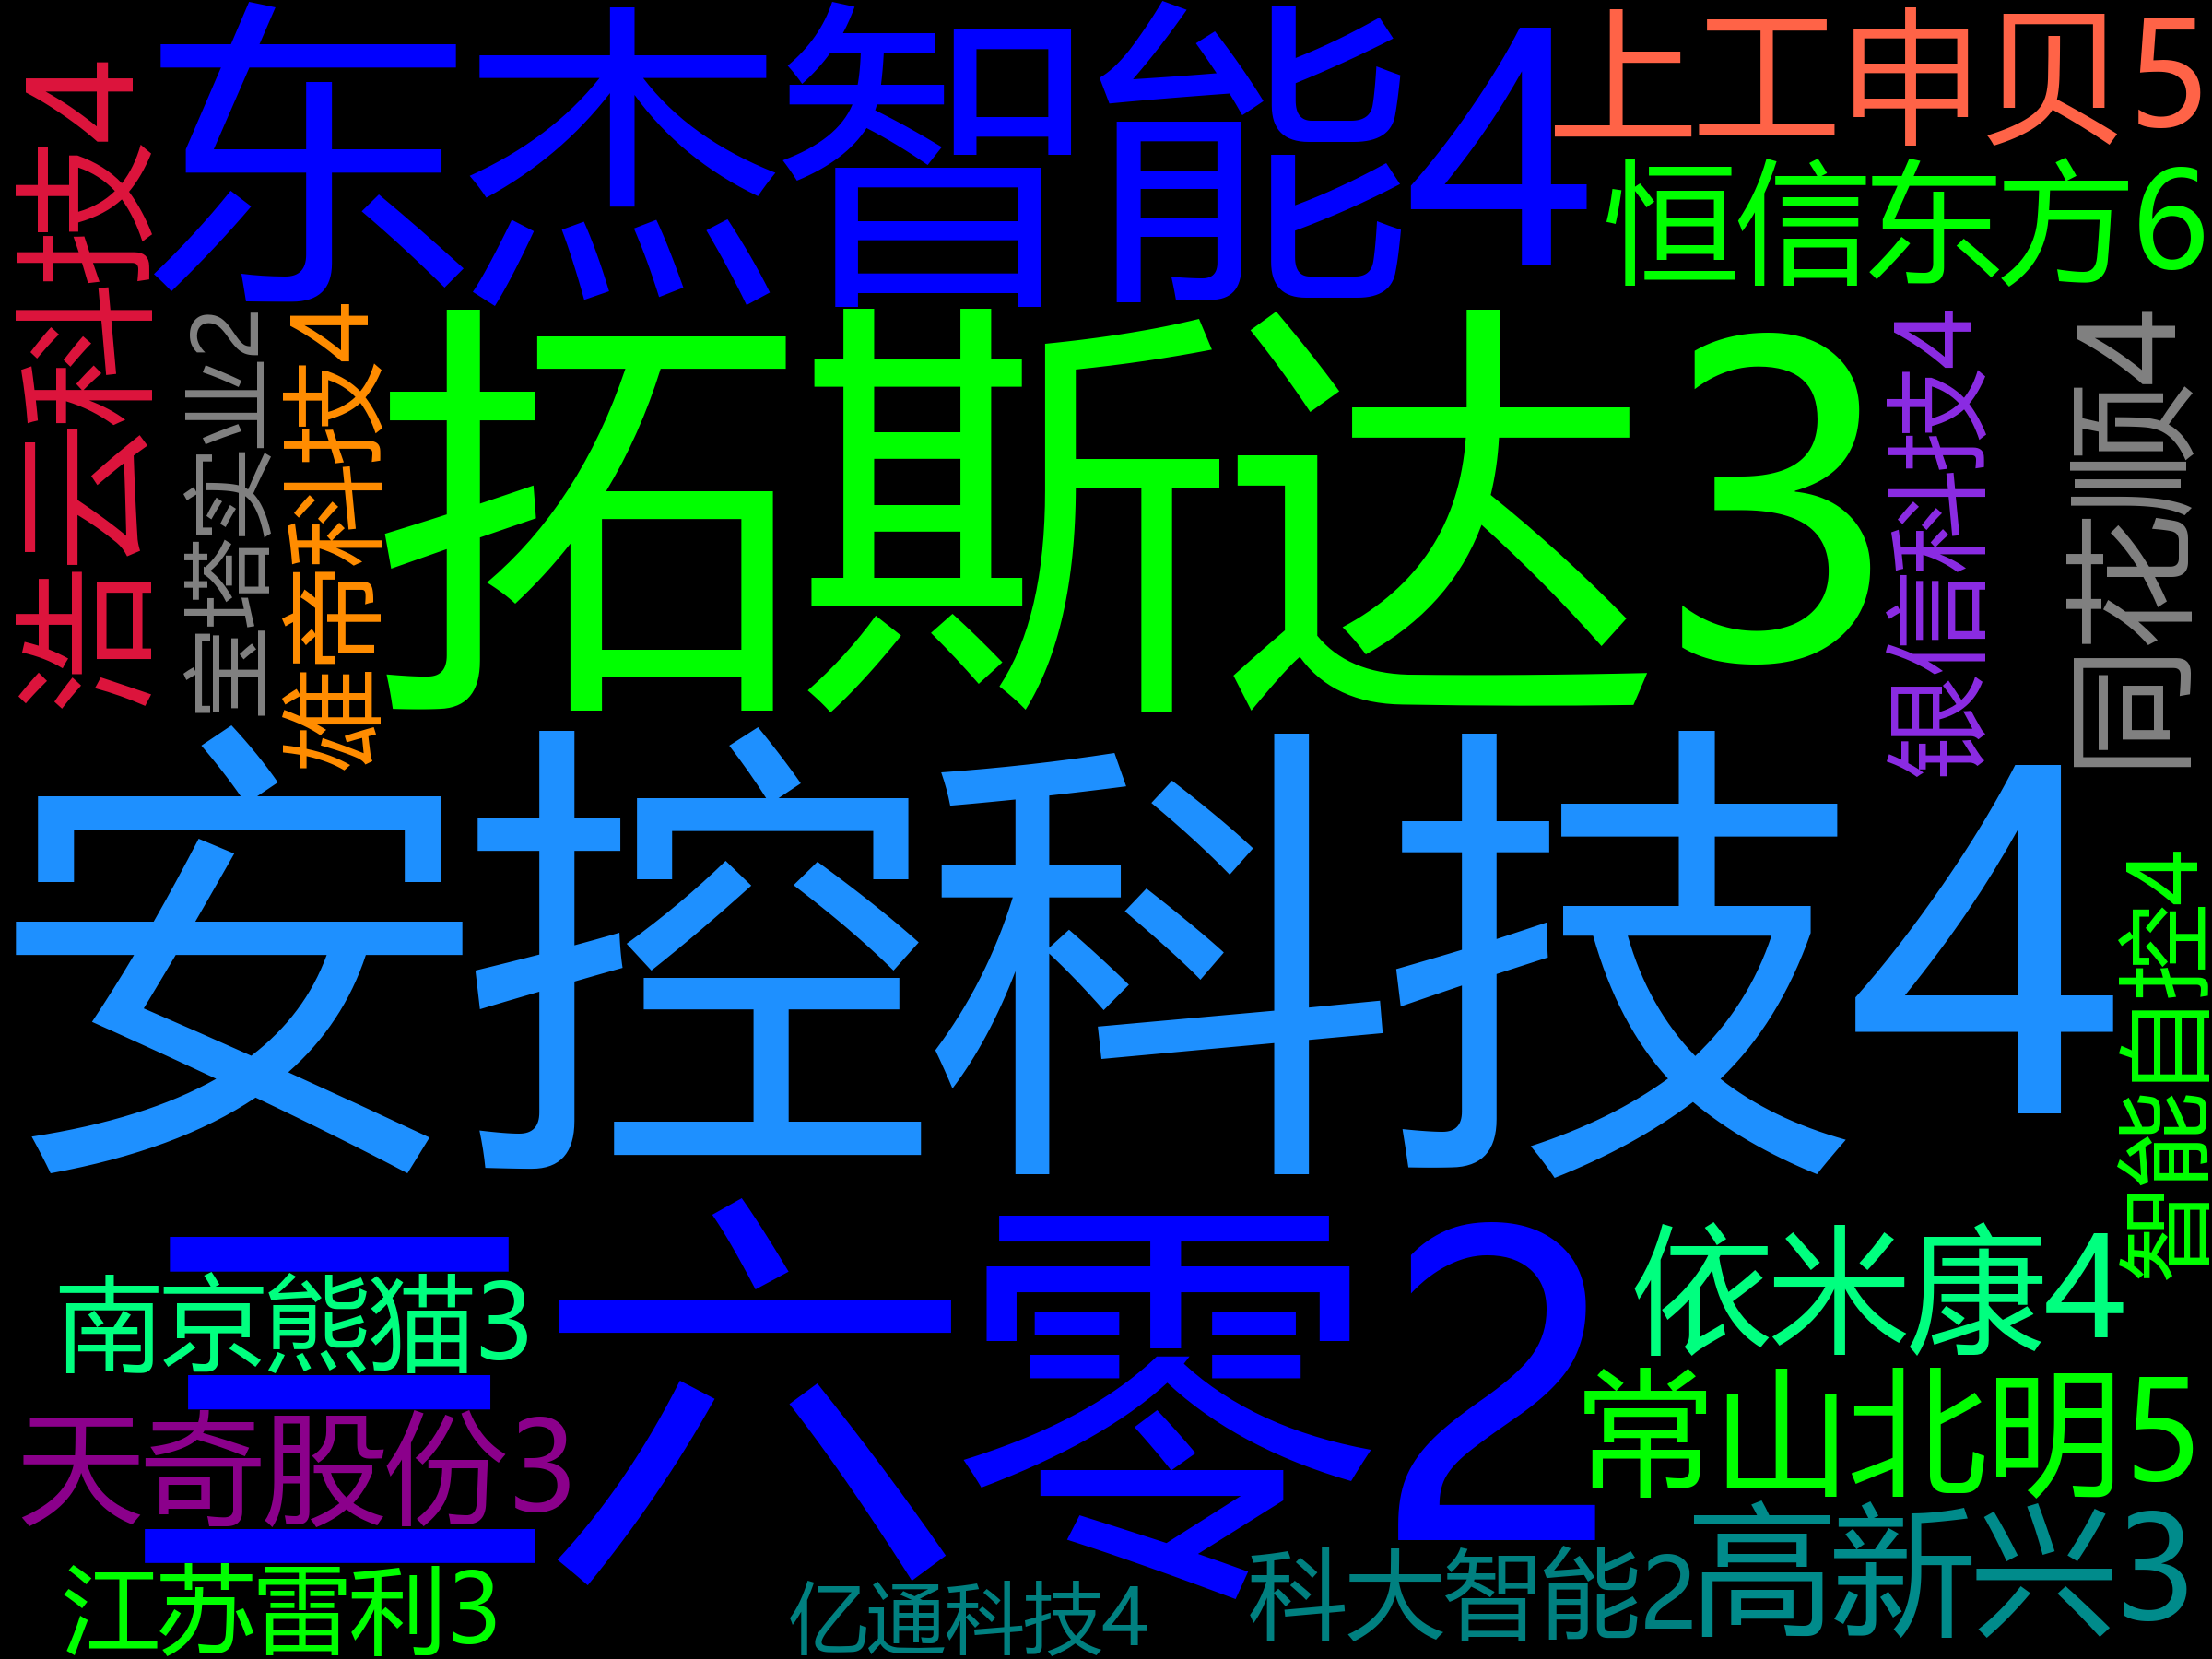 东杰智能4
上工申贝5
恒信东方6
浩云科技4
宝塔实业2
雄帝科技4
拓斯达3
银信科技4
同花顺4
安控科技4
智能自控4
三六零2
南京熊猫3
天奇股份3
江苏雷利3
依米康4
常山北明5
高新兴3
亿通科技4
科大智能2